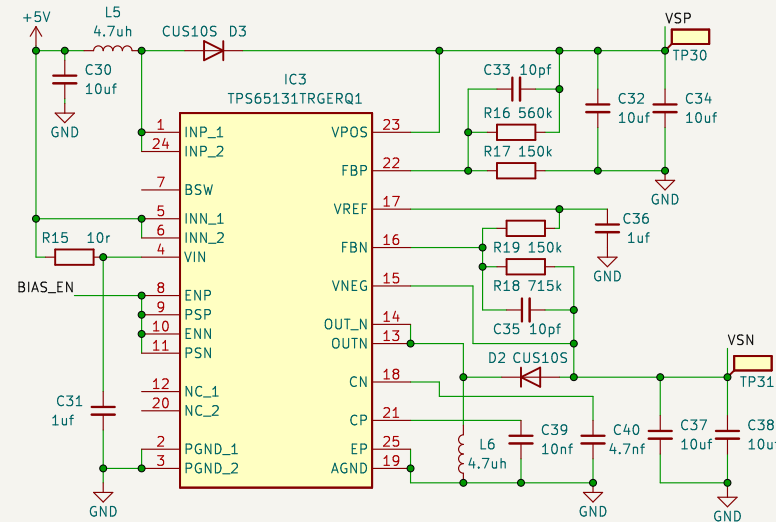 +5V
L5
4.7uh
CUS10S D3
VSP
TP30
C30
10uf
GND
IC3
TPS65131TRGERQ1
C33 10pf
R16 560k
R17 150k
C32
10uf
C34
10uf
GND
1 INP_1
24 INP_2
7 BSW
5 INN_1
6 INN_2
4 VIN
8 ENP
9 PSP
10 ENN
11 PSN
12 NC_1
20 NC_2
2 PGND_1
3 PGND_2
VPOS 23
FBP 22
VREF 17
FBN 16
VNEG 15
OUT_N 14
OUTN 13
CN 18
CP 21
EP 25
AGND 19
R15 10r
BIAS_EN
C31
1uf
GND
C36
1uf
GND
R19 150k
R18 715k
C35 10pf
D2 CUS10S
VSN
TP31
L6
4.7uh
C39
10nf
C40
4.7nf
C37
10uf
C38
10uf
GND
GND